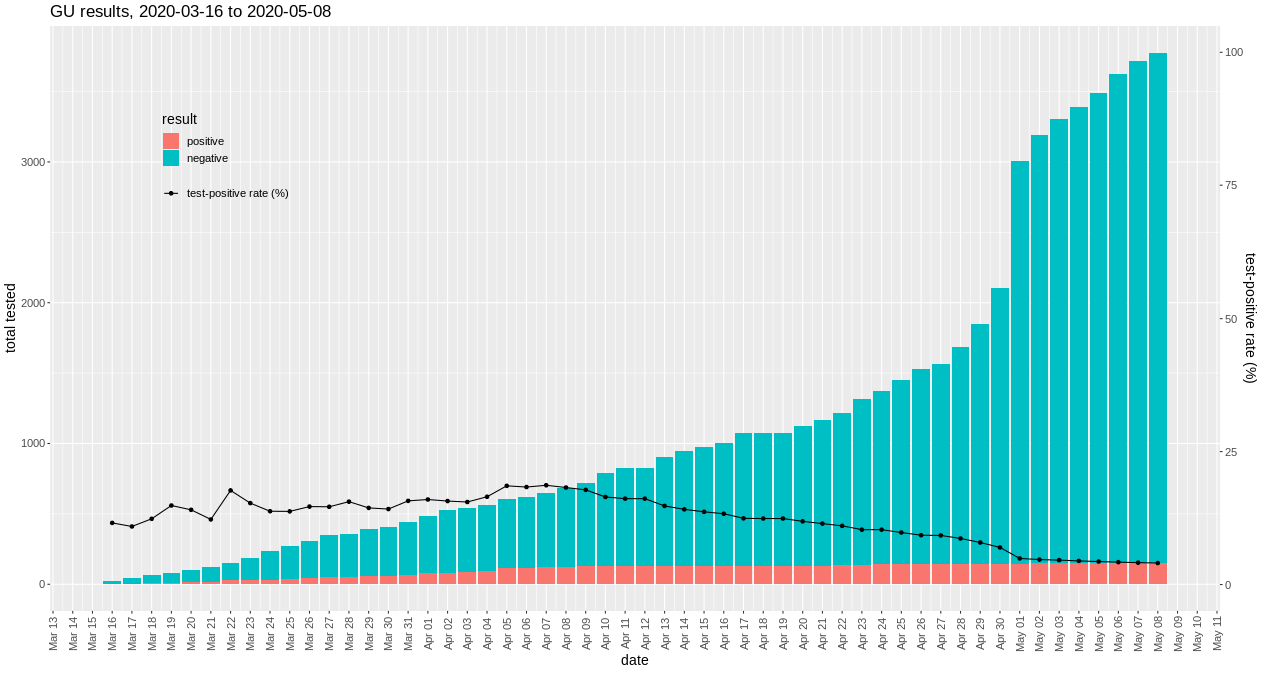 GU results, 2020-03-16 to 2020-05-08
result
positive
negative
test-positive rate (%)
total tested
3000
2000
1000
0
100
75
50
25
0
test-positive rate (%)
Mar 13
Mar 14
Mar 15
Mar 16
Mar 17
Mar 18
Mar 19
Mar 20
Mar 21
Mar 22
Mar 23
Mar 24
Mar 25
Mar 26
Mar 27
Mar 28
Mar 29
Mar 30
Mar 31
Apr 01
Apr 02
Apr 03
Apr 04
Apr 05
Apr 06
Apr 07
Apr 08
Apr 09
Apr 10
Apr 11
Apr 12
Apr 13
Apr 14
Apr 15
Apr 16
Apr 17
Apr 18
Apr 19
Apr 20
Apr 21
Apr 22
Apr 23
Apr 24
Apr 25
Apr 26
Apr 27
Apr 28
Apr 29
Apr 30
May 01
May 02
May 03
May 04
May 05
May 06
May 07
May 08
May 09
May 10
May 11
date